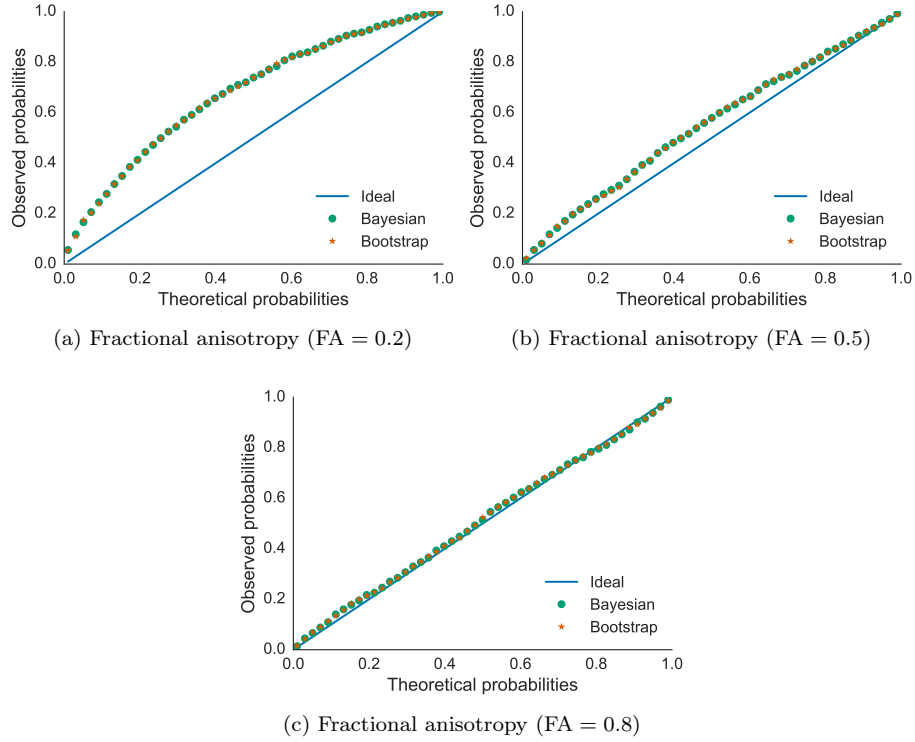 Observed probabilities
1.0
0.8
0.6
0.4
0.2
0.0
Ideal
Bayesian
Bootstrap
0.0 0.2 0.4 0.6 0.8 1.0
Theoretical probabilities
(a) Fractional anisotropy (FA = 0.2)
Observed probabilities
1.0
0.8
0.6
0.4
0.2
0.0
Ideal
Bayesian
Bootstrap
0.0 0.2 0.4 0.6 0.8 1.0
Theoretical probabilities
(b) Fractional anisotropy (FA = 0.5)
Observed probabilities
1.0
0.8
0.6
0.4
0.2
0.0
Ideal
Bayesian
Bootstrap
0.0 0.2 0.4 0.6 0.8 1.0
Theoretical probabilities
(c) Fractional anisotropy (FA = 0.8)